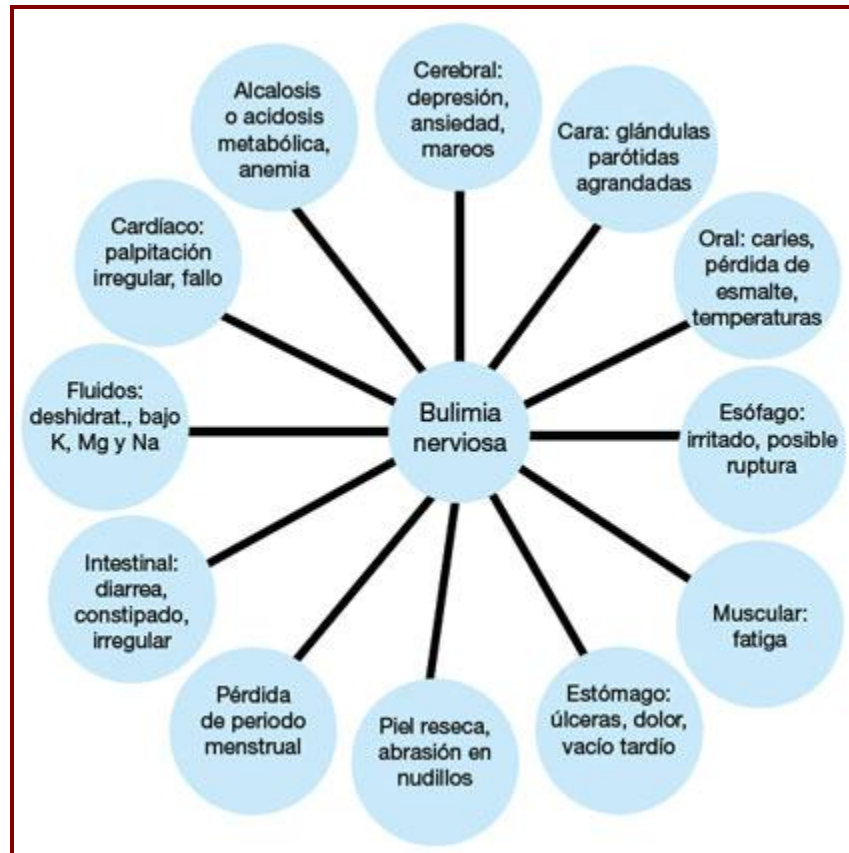 Cerebral:
depresión,
ansiedad,
mareos
Cara: glándulas
parótidas
agrandadas
Oral: caries,
pérdida de
esmalte,
temperaturas
Esófago:
irritado, posible
ruptura
Muscular:
fatiga
Estómago:
úlceras, dolor,
vacío tardío
Piel reseca,
abrasión en
nudillos
Pérdida
de periodo
menstrual
Intestinal:
diarrea,
constipado,
irregular
Fluidos:
deshidrat., bajo
K, Mg y Na
Cardíaco:
palpitación
irregular, fallo
Alcalosis
o acidosis
metabólica,
anemia
Bulimia
nerviosa